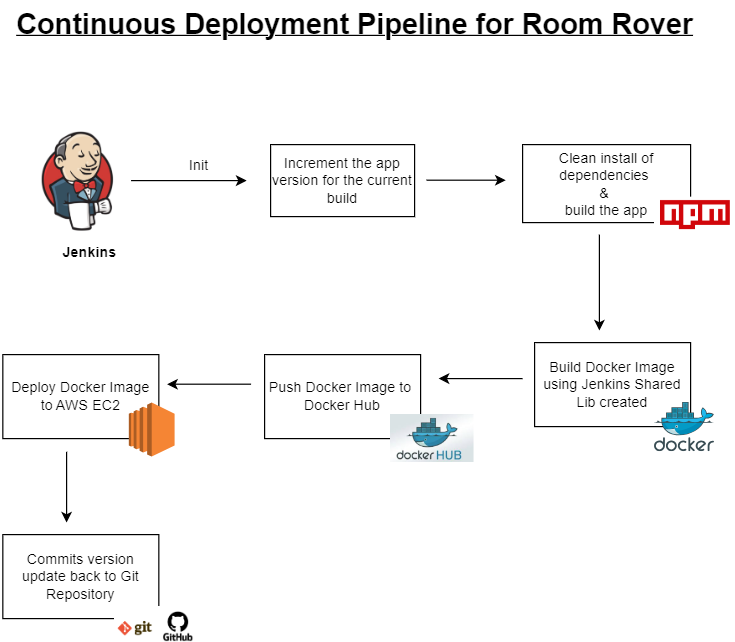 Continuous Deployment Pipeline for Room Rover
Init
Jenkins
Increment the app
version for the current
build
Clean install of
dependencies
&
build the app
npm
Build Docker Image
using Jenkins Shared
Lib created
docker
Push Docker Image to
Docker Hub
docker HUB
Deploy Docker Image
to AWS EC2
Commits version
update back to Git
Repository
git
GitHub